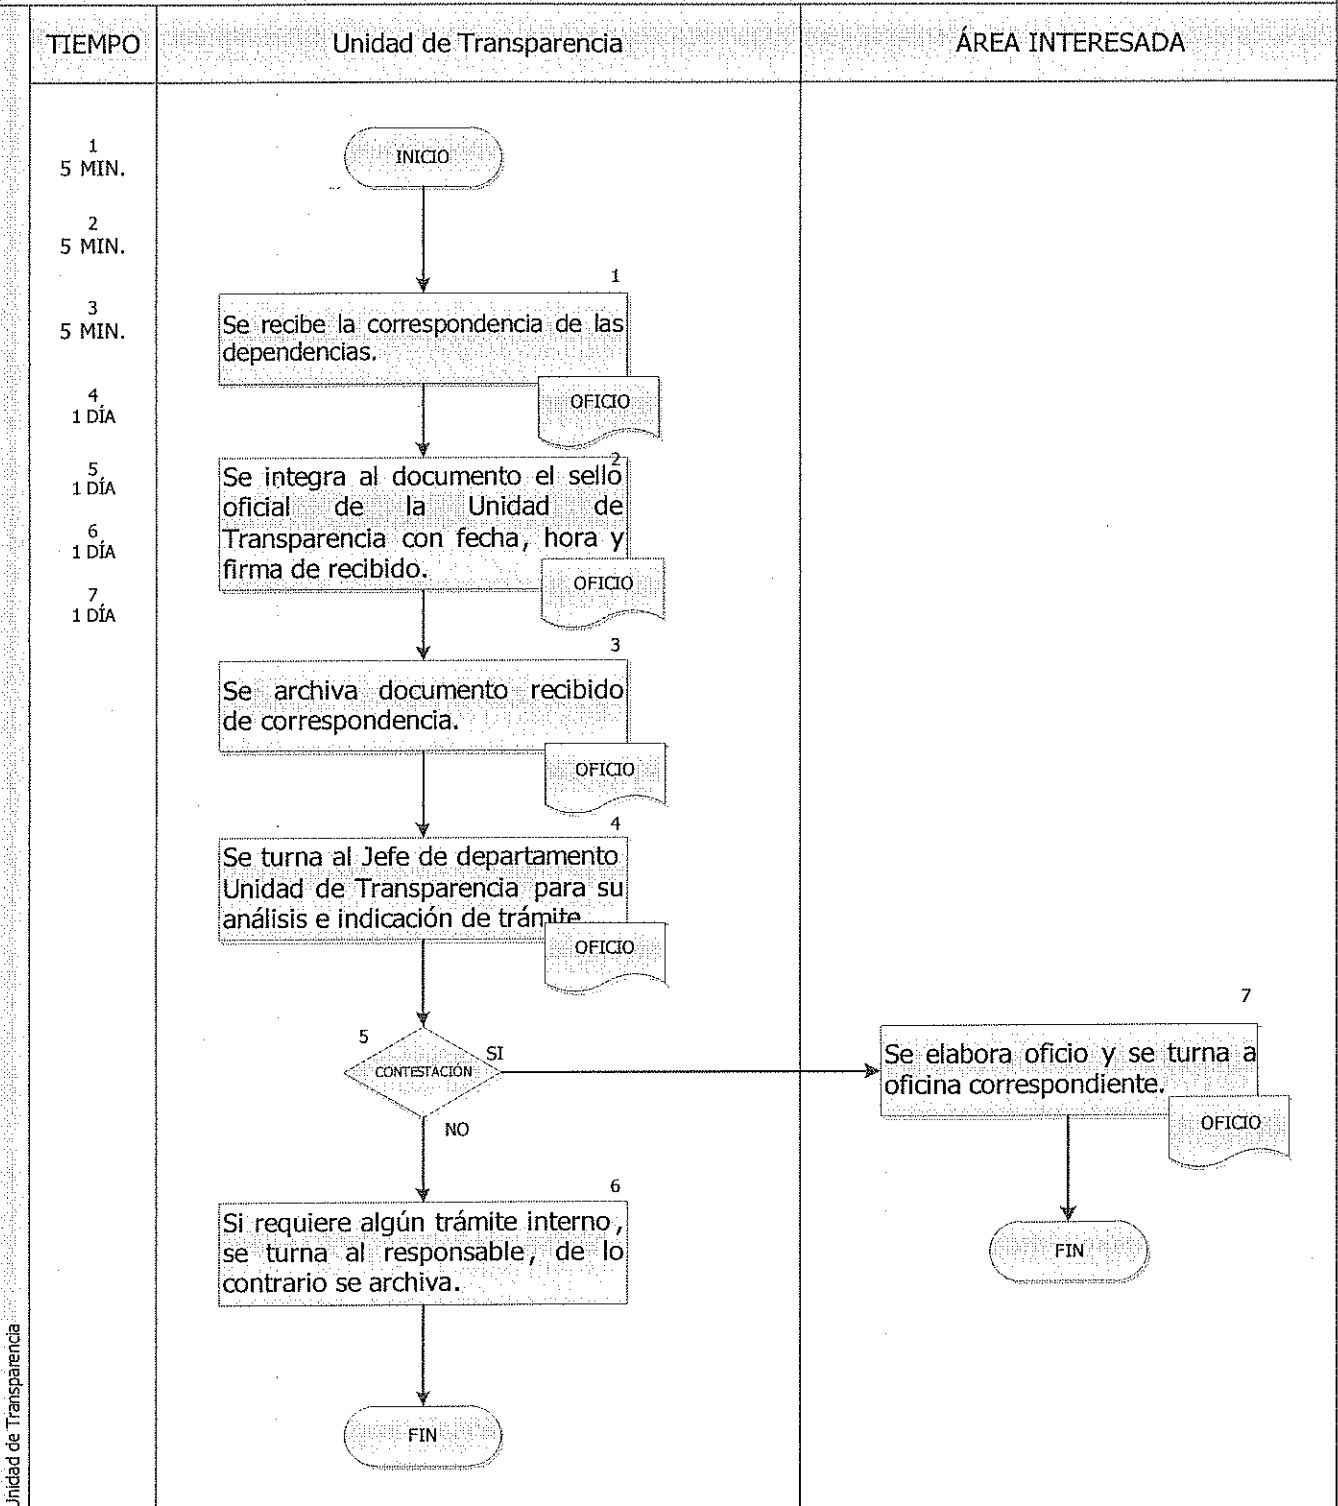 TIEMPO
Unidad de Transparencia
ÁREA INTERESADA
1
5 MIN.
2
5 MIN.
3
5 MIN.
4
1 DÍA
5
1 DÍA
6
1 DÍA
7
1 DÍA
INICIO
1
Se recibe la correspondencia de las
dependencias.
OFICIO
2
Se integra al documento el sello
oficial de la Unidad de
Transparencia con fecha, hora y
firma de recibido.
OFICIO
3
Se archiva documento recibido
de correspondencia.
OFICIO
4
Se turna al Jefe de departamento
Unidad de Transparencia para su
análisis e indicación de trámite
OFICIO
5
CONTESTACIÓN
SI
NO
7
Se elabora oficio y se turna a
oficina correspondiente.
OFICIO
FIN
6
Si requiere algún trámite interno,
se turna al responsable, de lo
contrario se archiva.
FIN
Unidad de Transparencia